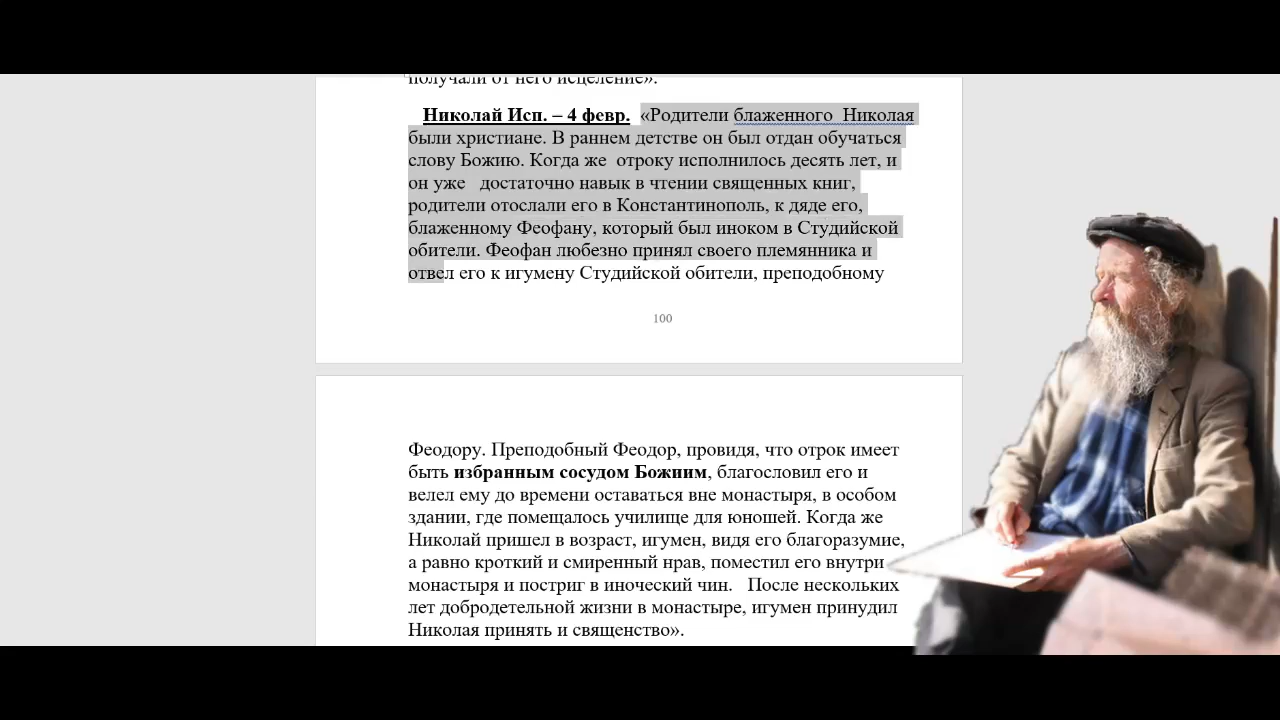 получали от него исцеление».
Николай Исп. – 4 февр. «Родители блаженного Николая
были христиане. В раннем детстве он был отдан обучаться
слову Божию. Когда же отроку исполнилось десять лет, и
он уже достаточно навык в чтении священных книг,
родители отослали его в Константинополь, к дяде его,
блаженному Феофану, который был иноком в Студийской
обители. Феофан любезно принял своего племянника и
отвел его к игумену Студийской обители, преподобному
100
Феодору. Преподобный Феодор, провидя, что отрок имеет
быть избранным сосудом Божиим, благословил его и
велел ему до времени оставаться вне монастыря, в особом
здании, где помещалось училище для юношей. Когда же
Николай пришел в возраст, игумен, видя его благоразумие,
а равно кроткий и смиренный нрав, поместил его внутри
монастыря и постриг в иноческий чин. После нескольких
лет добродетельной жизни в монастыре, игумен принудил
Николая принять и священство».